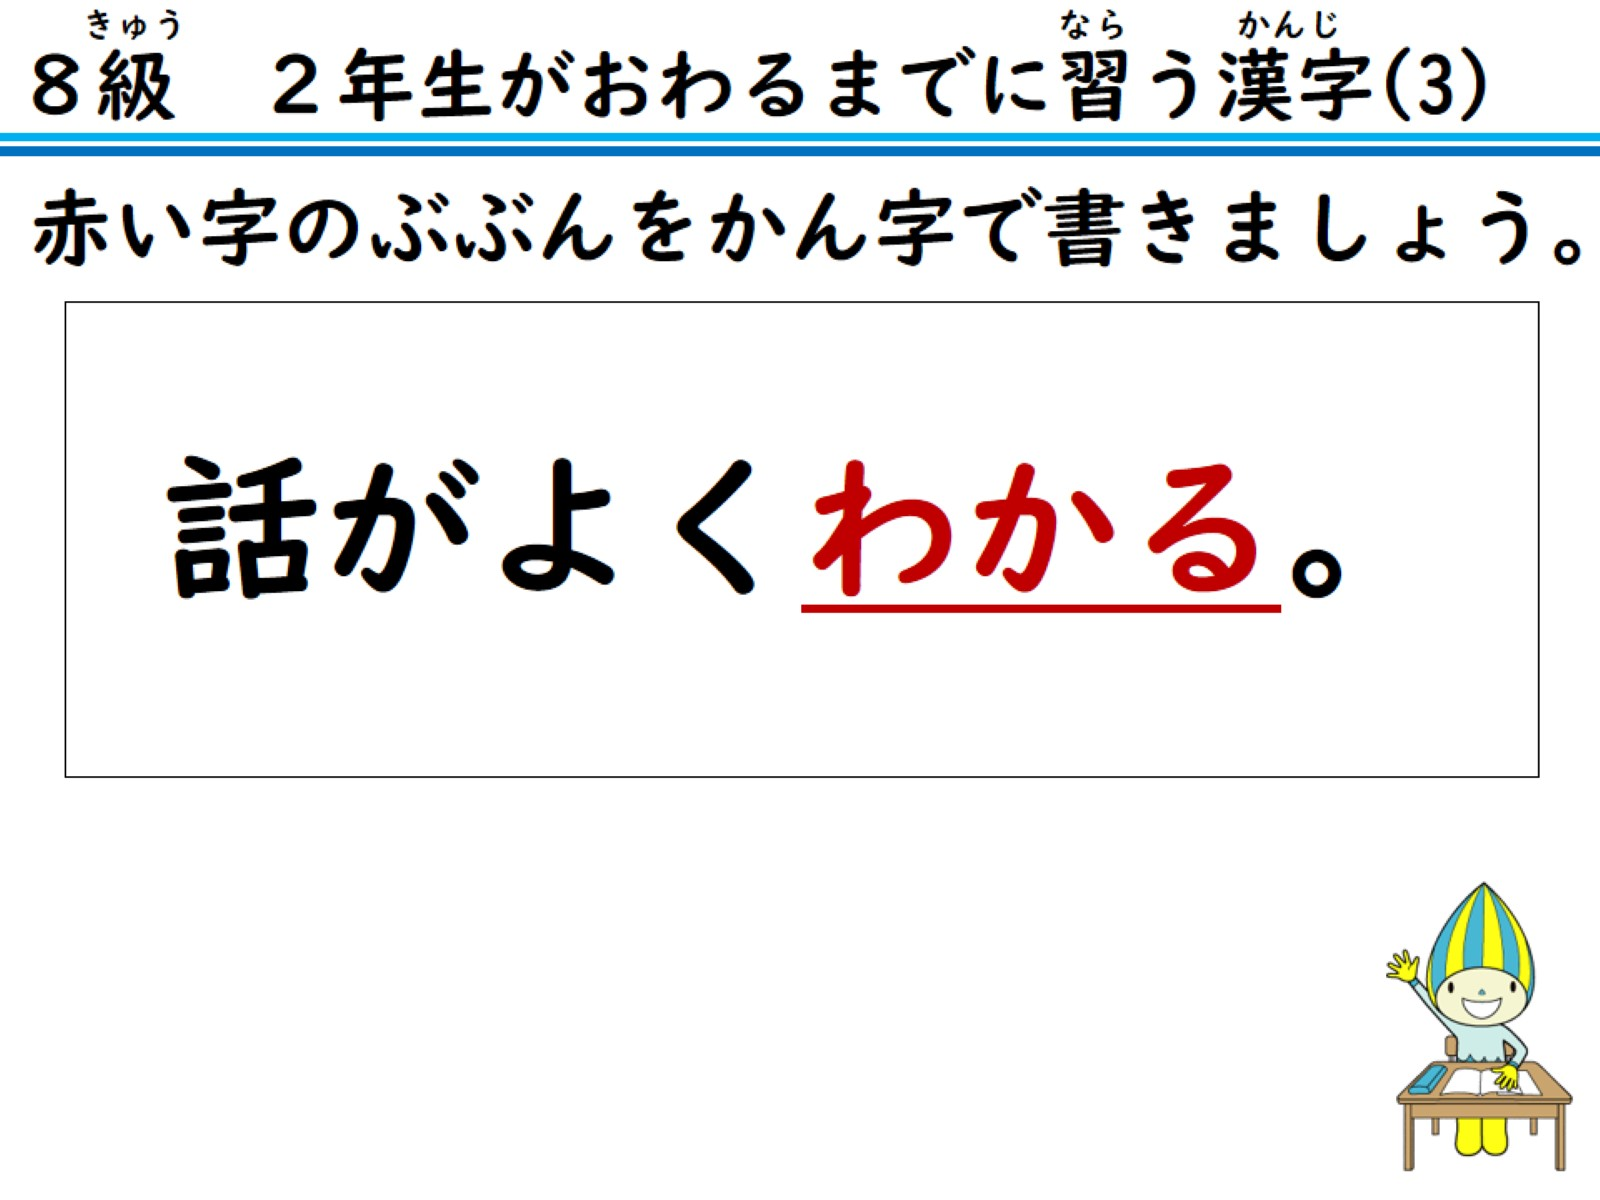 きゅう なら かんじ
８級　２年生がおわるまでに習う漢字(3)
赤い字のぶぶんをかん字で書きましょう。
話がよくわかる。